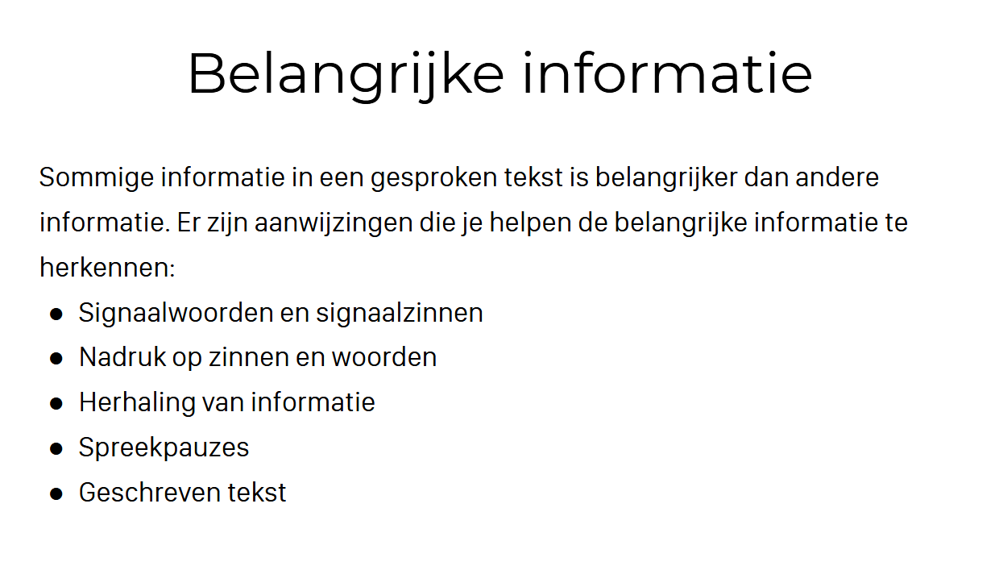 Belangrijke informatie
Sommige informatie in een gesproken tekst is belangrijker dan andere
informatie. Er zijn aanwijzingen die je helpen de belangrijke informatie te
herkennen:
● Signaalwoorden en signaalzinnen
● Nadruk op zinnen en woorden
● Herhaling van informatie
● Spreekpauzes
● Geschreven tekst